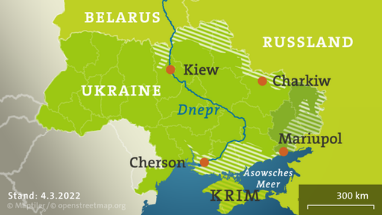 BELARUS
RUSSLAND
Kiew
Charkiw
UKRAINE
Dnepr
Mariupol
Cherson
Asowsches
Meer
Stand: 4.3.2022
KRIM
300 km
© Maptiler / © openstreetmap.org